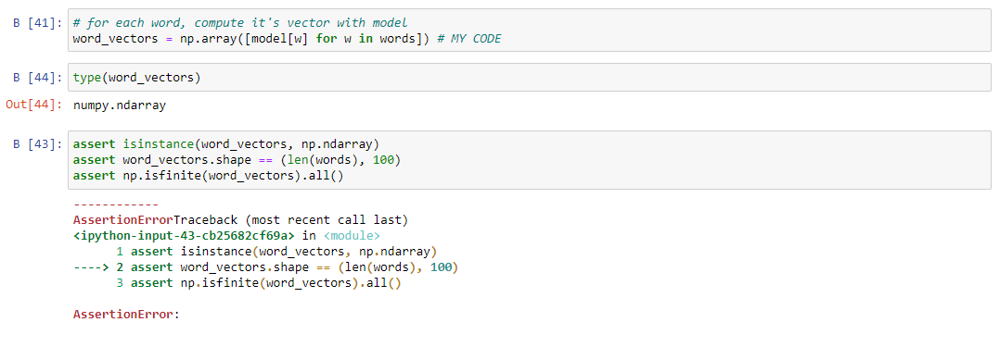 B [41]: # for each word, compute it's vector with model
word_vectors = np.array([model[w] for w in words]) # MY CODE
B [44]: type(word_vectors)
Out[44]: numpy.ndarray
B [43]: assert isinstance(word_vectors, np.ndarray)
assert word_vectors.shape == (len(words), 100)
assert np.isfinite(word_vectors).all()
------------
AssertionErrorTraceback (most recent call last)
<ipython-input-43-cb25682cf69a> in <module>
1 assert isinstance(word_vectors, np.ndarray)
----> 2 assert word_vectors.shape == (len(words), 100)
3 assert np.isfinite(word_vectors).all()
AssertionError: